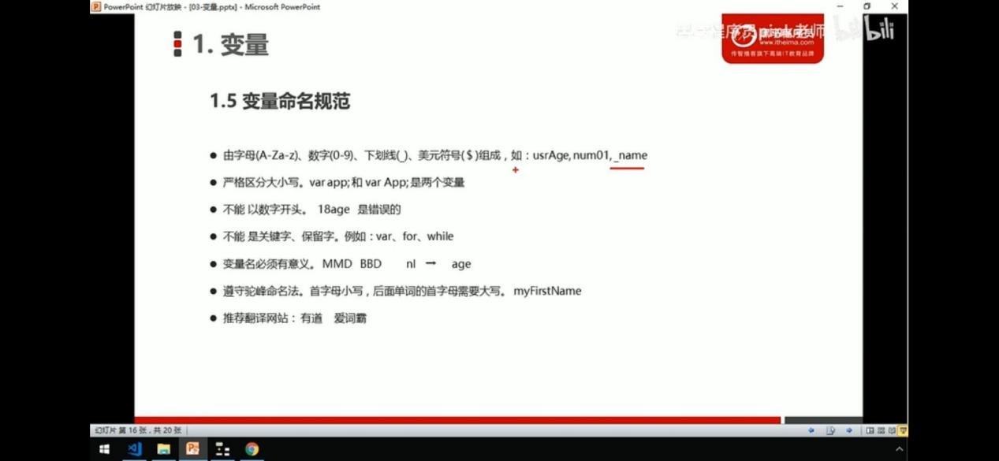 PowerPoint 幻灯片放映 - [03-变量.pptx] - Microsoft PowerPoint
程序员pink老师
bilibili
www.itheima.com
传智播客旗下高端IT教育品牌
1. 变量
1.5 变量命名规范
● 由字母(A-Za-z)、数字(0-9)、下划线(_)、美元符号($)组成，如：usrAge, num01, _name
● 严格区分大小写。var app; 和 var App; 是两个变量
● 不能 以数字开头。 18age 是错误的
● 不能 是关键字、保留字。例如：var、for、while
● 变量名必须有意义。 MMD BBD nl → age
● 遵守驼峰命名法。首字母小写，后面单词的首字母需要大写。 myFirstName
● 推荐翻译网站： 有道 爱词霸
幻灯片 第 16 张，共 20 张